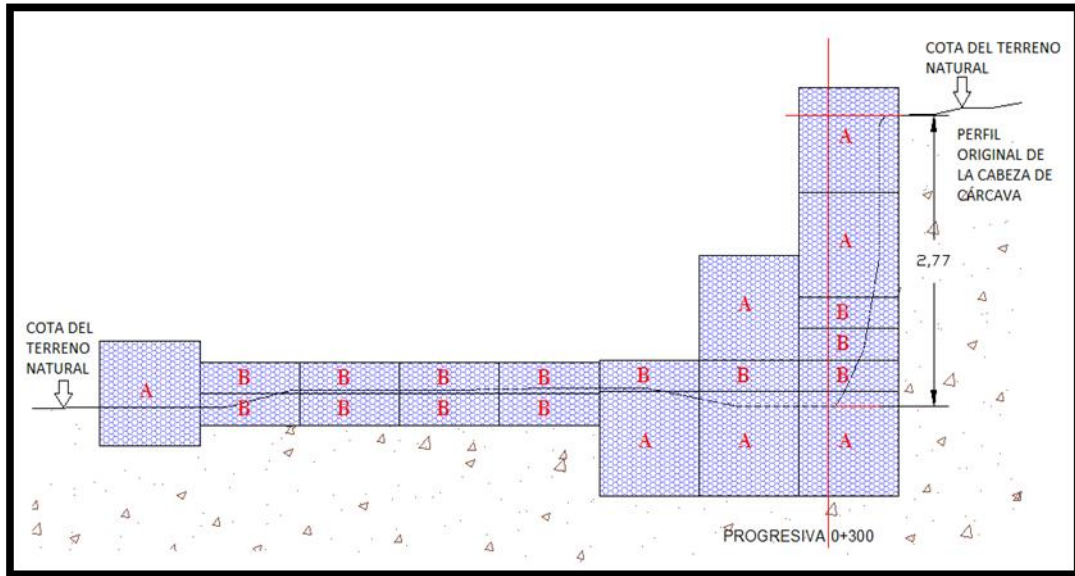 COTA DEL TERRENO
NATURAL
A
PERFIL
ORIGINAL DE
LA CABEZA DE
CÁRCAVA
A
2,77
A
B
COTA DEL
TERRENO
NATURAL
B
A
B
B
B
B
B
B
B
B
B
B
B
A
A
A
PROGRESIVA 0+300